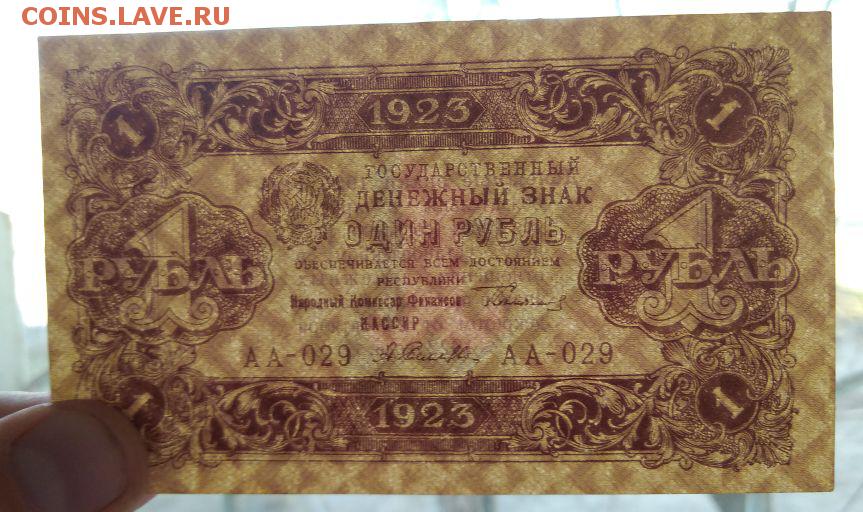 COINS.LAVE.RU
1923
1
1
ГОСУДАРСТВЕННЫЙ
ДЕНЕЖНЫЙ ЗНАК
ОДИН РУБЛЬ
1 РУБЛЬ
1 РУБЛЬ
ОБЕСПЕЧИВАЕТСЯ ВСЕМ ДОСТОЯНИЕМ
РЕСПУБЛИКИ
Народный Комиссар Финансов
КАССИР
АА-029
АА-029
1
1923
1